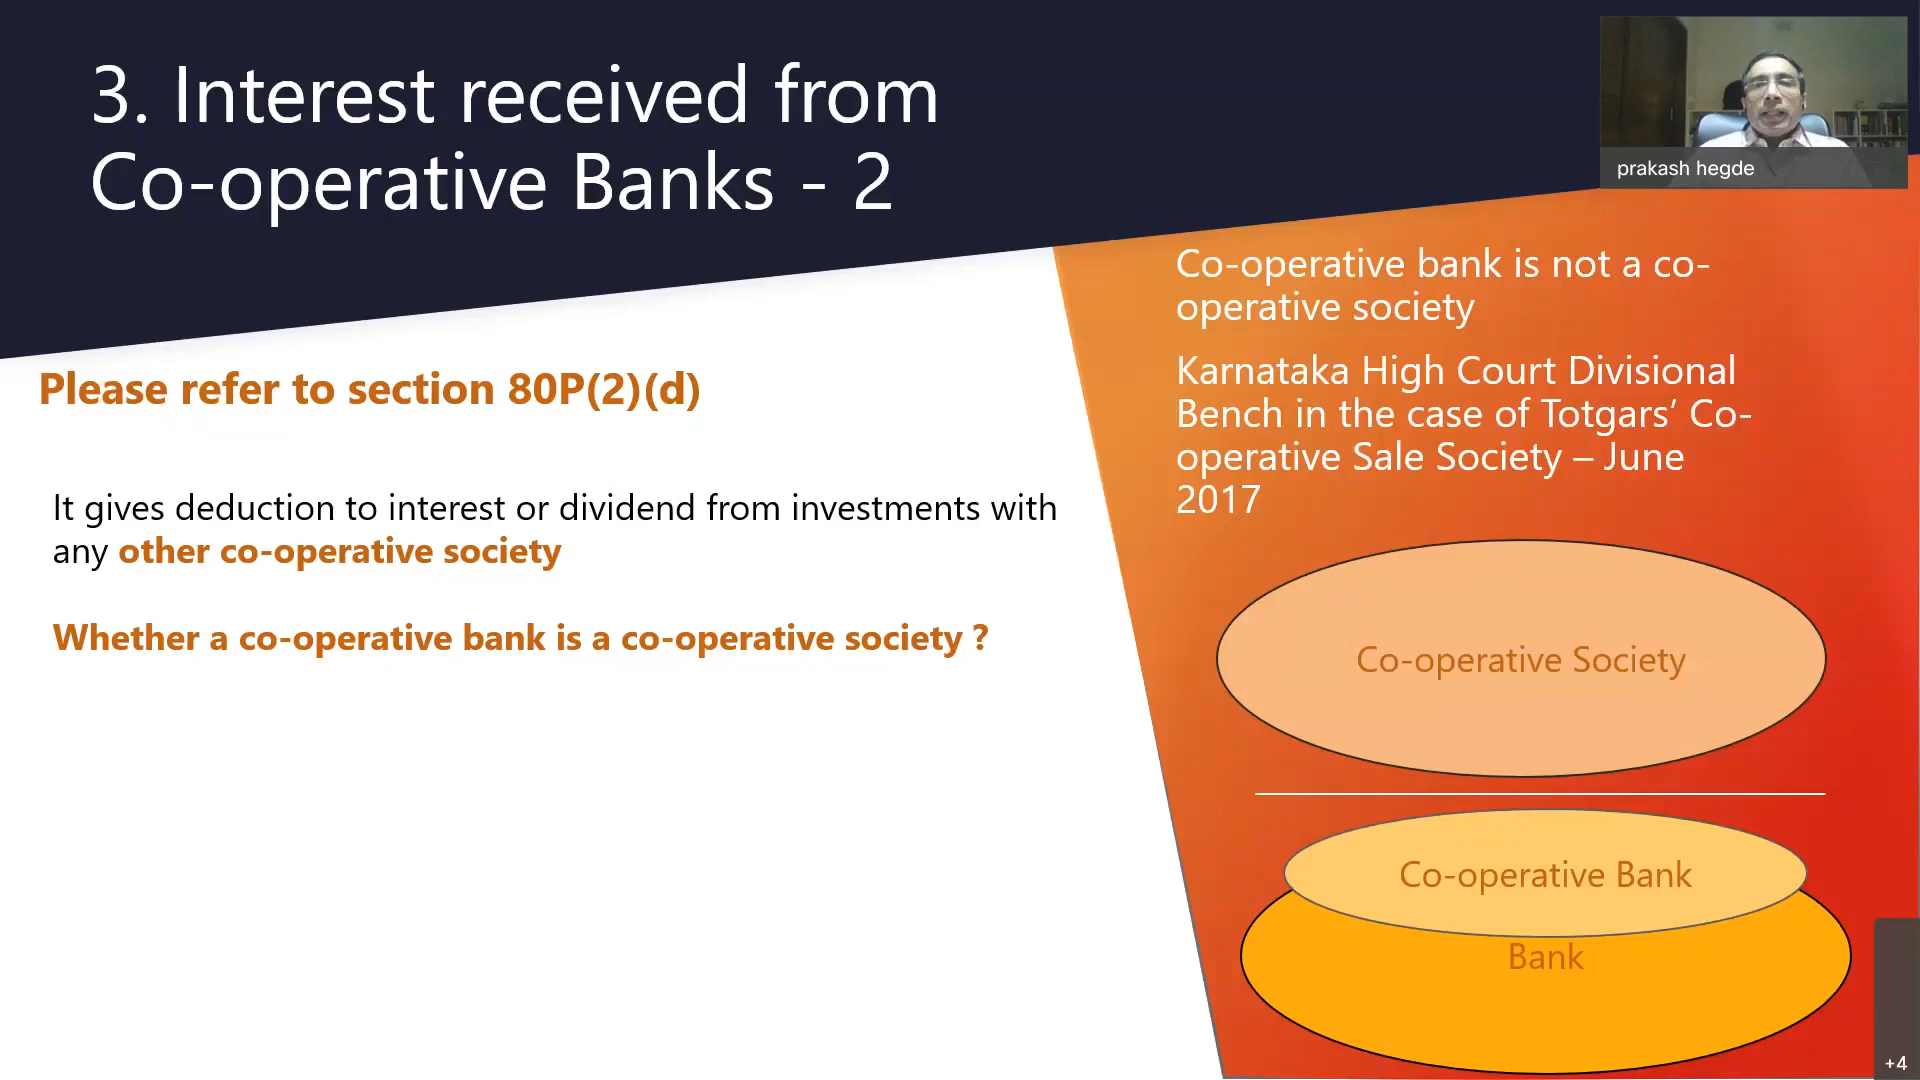 3. Interest received from
Co-operative Banks - 2
prakash hegde
Please refer to section 80P(2)(d)
It gives deduction to interest or dividend from investments with
any other co-operative society
Whether a co-operative bank is a co-operative society ?
Co-operative bank is not a co-
operative society
Karnataka High Court Divisional
Bench in the case of Totgars’ Co-
operative Sale Society – June
2017
Co-operative Society
Co-operative Bank
Bank
+4